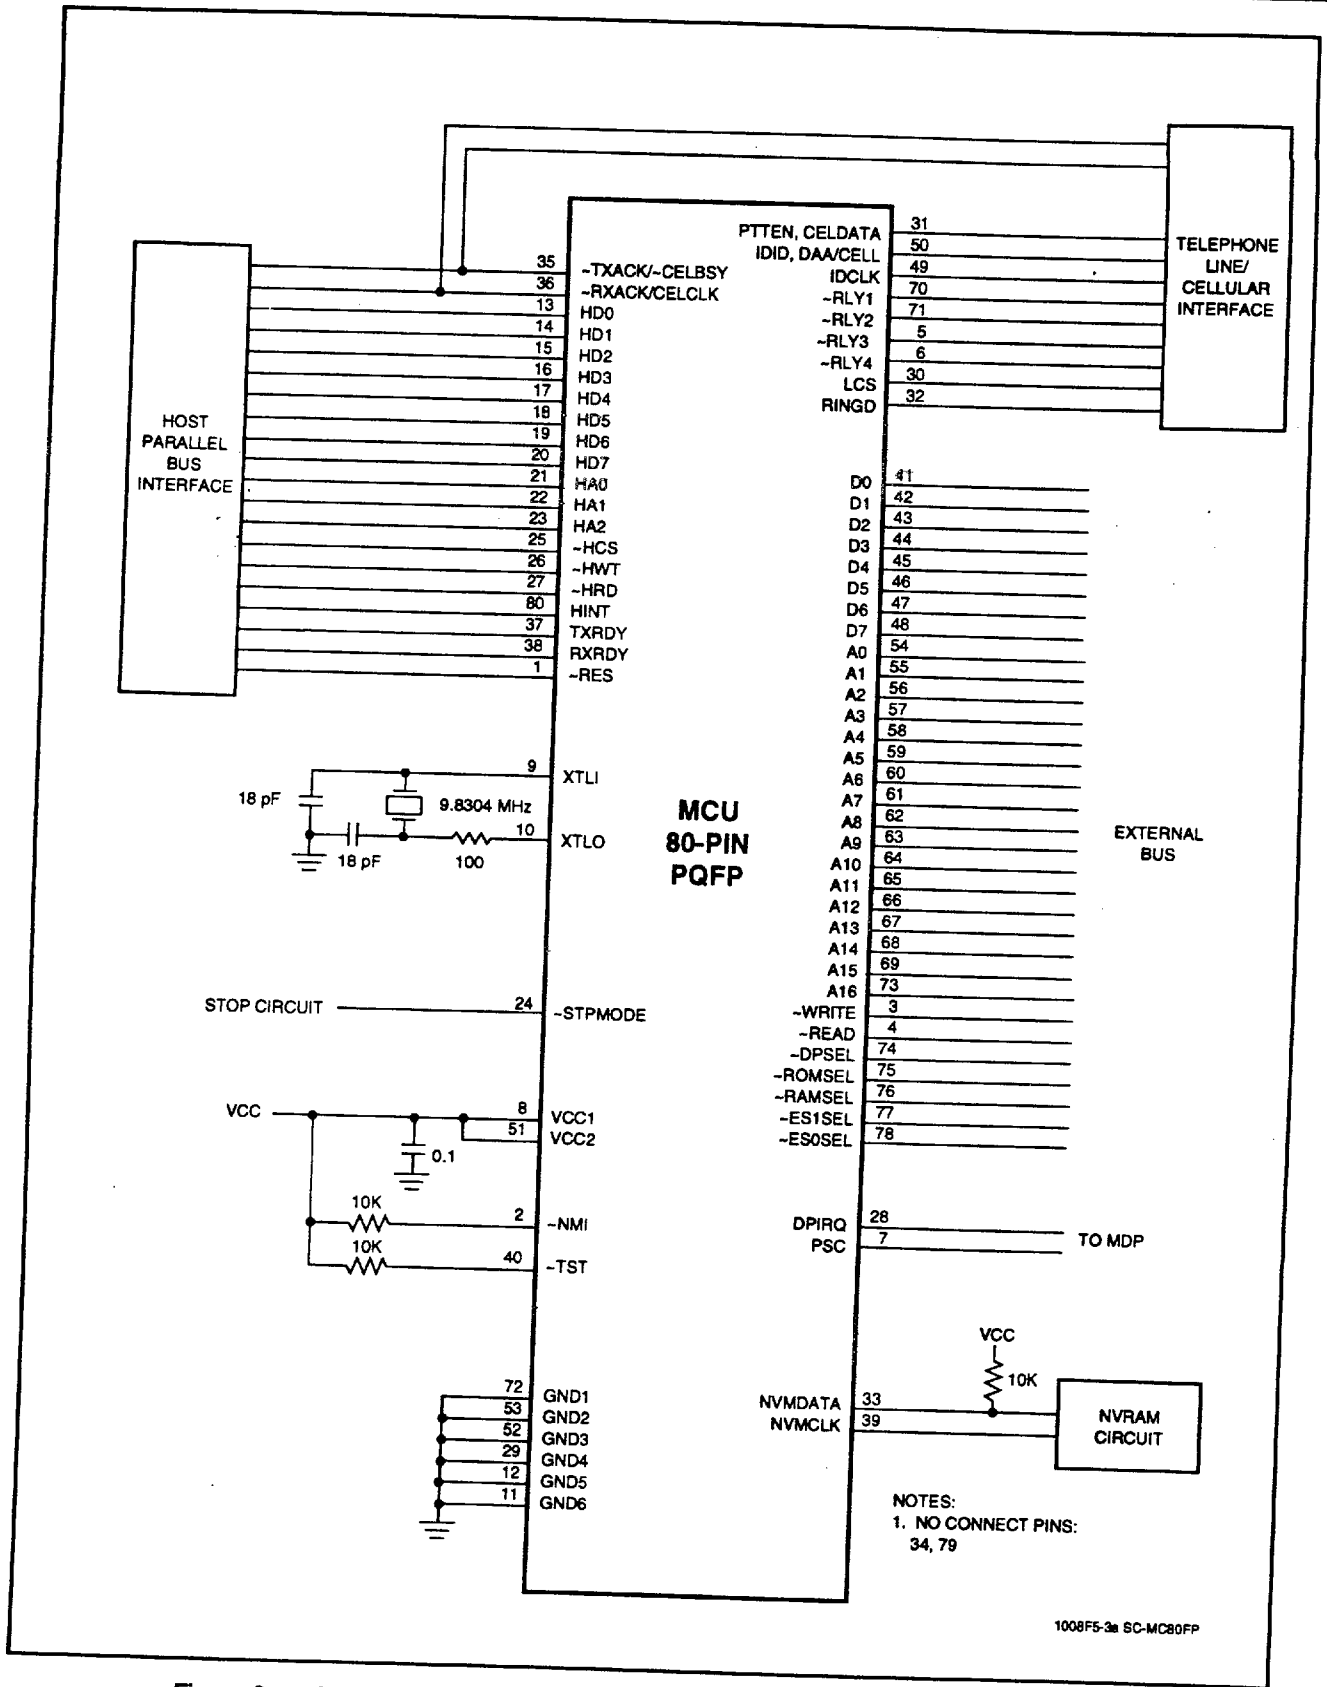 TELEPHONE
LINE/
CELLULAR
INTERFACE
HOST
PARALLEL
BUS
INTERFACE
35 ~TXACK/~CELBSY
36 ~RXACK/CELCLK
13 HD0
14 HD1
15 HD2
16 HD3
17 HD4
18 HD5
19 HD6
20 HD7
21 HA0
22 HA1
23 HA2
25 ~HCS
26 ~HWT
27 ~HRD
80 HINT
37 TXRDY
38 RXRDY
1 ~RES
9 XTLI
18 pF
9.8304 MHz
10 XTLO
18 pF
100
STOP CIRCUIT
24 ~STPMODE
VCC
8 VCC1
51 VCC2
0.1
10K
2 ~NMI
10K
40 ~TST
72 GND1
53 GND2
52 GND3
29 GND4
12 GND5
11 GND6
MCU
80-PIN
PQFP
PTTEN, CELDATA 31
IDID, DAA/CELL 50
IDCLK 49
~RLY1 70
~RLY2 71
~RLY3 5
~RLY4 6
LCS 30
RINGD 32
D0 41
D1 42
D2 43
D3 44
D4 45
D5 46
D6 47
D7 48
A0 54
A1 55
A2 56
A3 57
A4 58
A5 59
A6 60
A7 61
A8 62
A9 63
A10 64
A11 65
A12 66
A13 67
A14 68
A15 69
A16 73
~WRITE 3
~READ 4
~DPSEL 74
~ROMSEL 75
~RAMSEL 76
~ES1SEL 77
~ES0SEL 78
EXTERNAL
BUS
DPIRQ 28
PSC 7
TO MDP
VCC
10K
NVMDATA 33
NVMCLK 39
NVRAM
CIRCUIT
NOTES:
1. NO CONNECT PINS:
34, 79
1008F5-3a SC-MC80FP